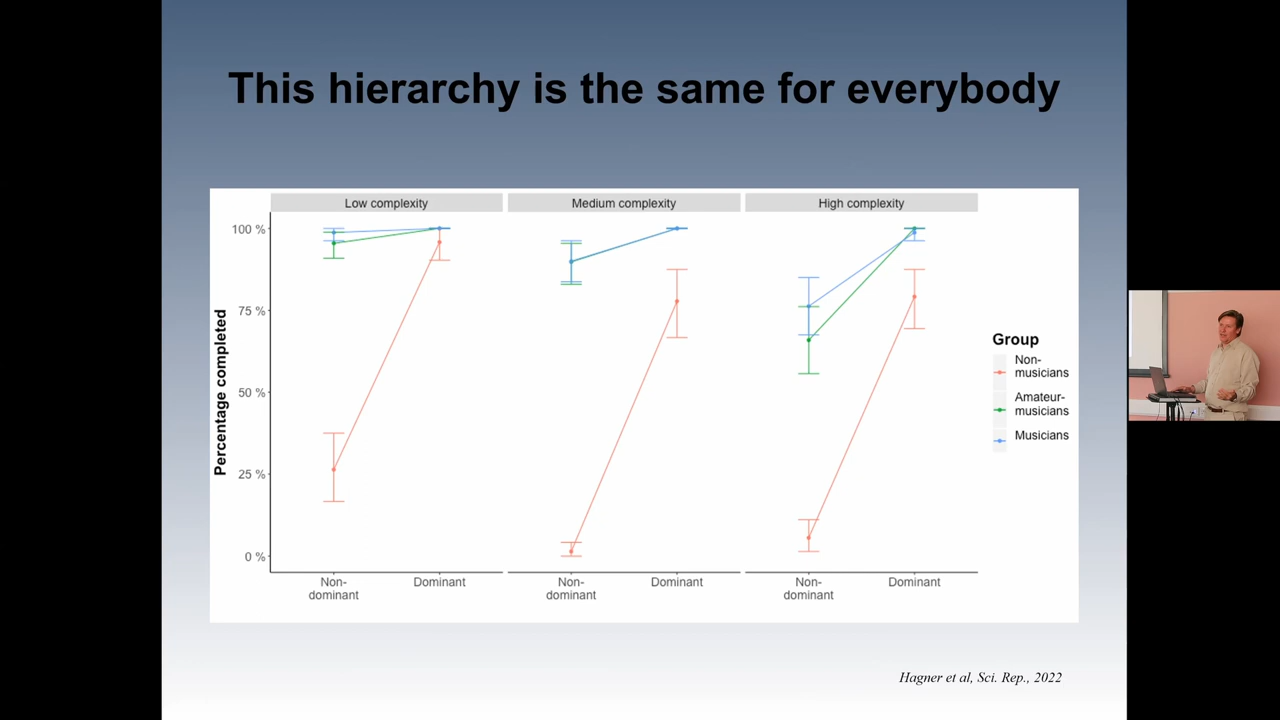 This hierarchy is the same for everybody
Low complexity
Medium complexity
High complexity
Percentage completed
100 %
75 %
50 %
25 %
0 %
Non-
dominant
Dominant
Non-
dominant
Dominant
Non-
dominant
Dominant
Group
Non-
musicians
Amateur-
musicians
Musicians
Hagner et al, Sci. Rep., 2022